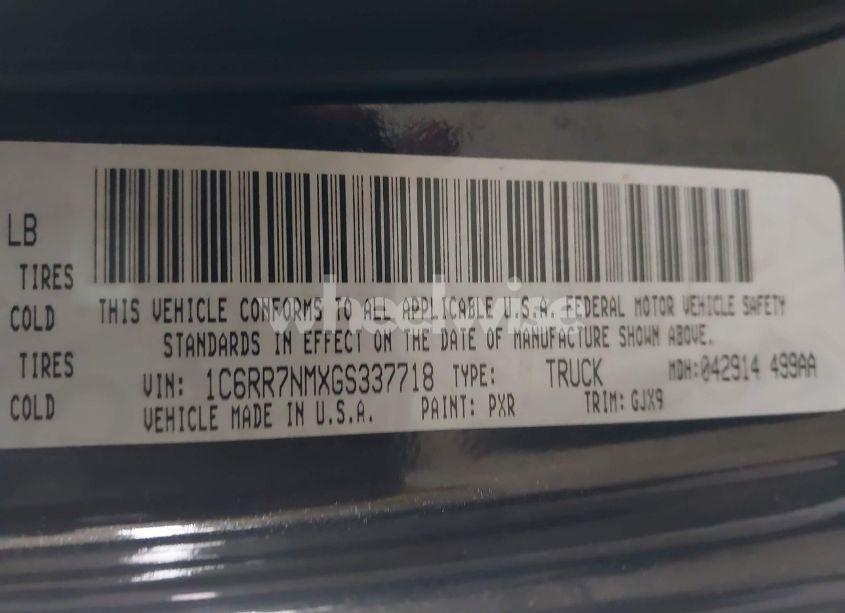 LB
TIRES
COLD
THIS VEHICLE CONFORMS TO ALL APPLICABLE U.S.A. FEDERAL MOTOR VEHICLE SAFETY
STANDARDS IN EFFECT ON THE DATE OF MANUFACTURE SHOWN ABOVE.
TIRES
COLD
VIN: 1C6RR7NMXGS337718 TYPE: TRUCK MDH: 042914 499AA
VEHICLE MADE IN U.S.A. PAINT: PXR TRIM: GJX9
wheelwise